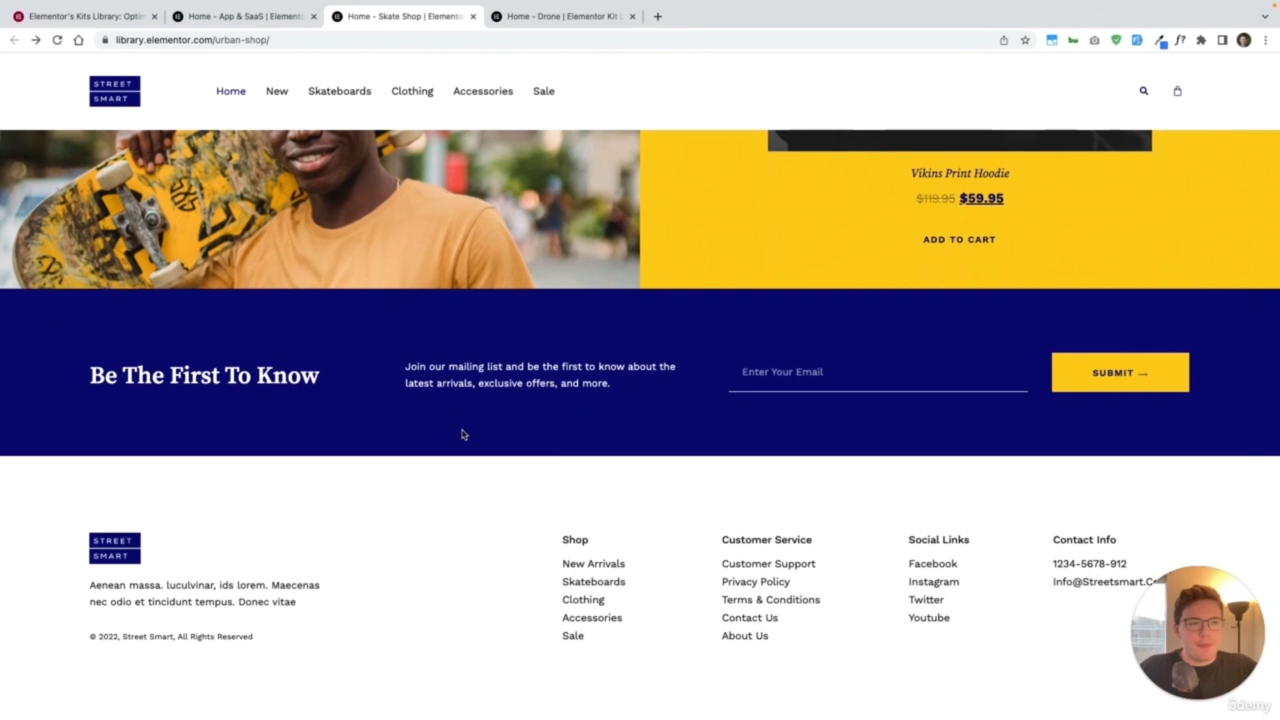 Elementor's Kits Library: Optim
Home - App & SaaS | Elemento
Home - Skate Shop | Elemento
Home - Drone | Elementor Kit L
library.elementor.com/urban-shop/
f?
STREET
SMART
Home
New
Skateboards
Clothing
Accessories
Sale
Vikins Print Hoodie
$119.95 $59.95
ADD TO CART
Be The First To Know
Join our mailing list and be the first to know about the
latest arrivals, exclusive offers, and more.
Enter Your Email
SUBMIT →
STREET
SMART
Aenean massa. luculvinar, ids lorem. Maecenas
nec odio et tincidunt tempus. Donec vitae
© 2022, Street Smart, All Rights Reserved
Shop
New Arrivals
Skateboards
Clothing
Accessories
Sale
Customer Service
Customer Support
Privacy Policy
Terms & Conditions
Contact Us
About Us
Social Links
Facebook
Instagram
Twitter
Youtube
Contact Info
1234-5678-912
Info@Streetsmart.C
udemy